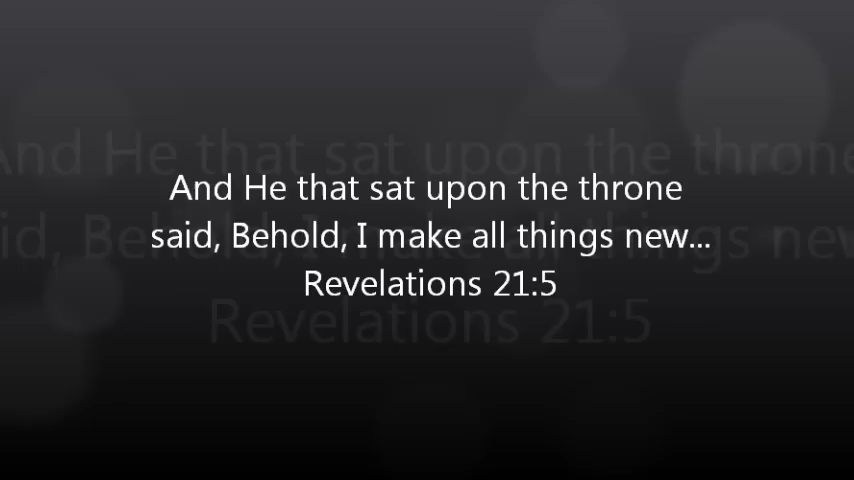 And He that sat upon the throne
said, Behold, I make all things new...
Revelations 21:5